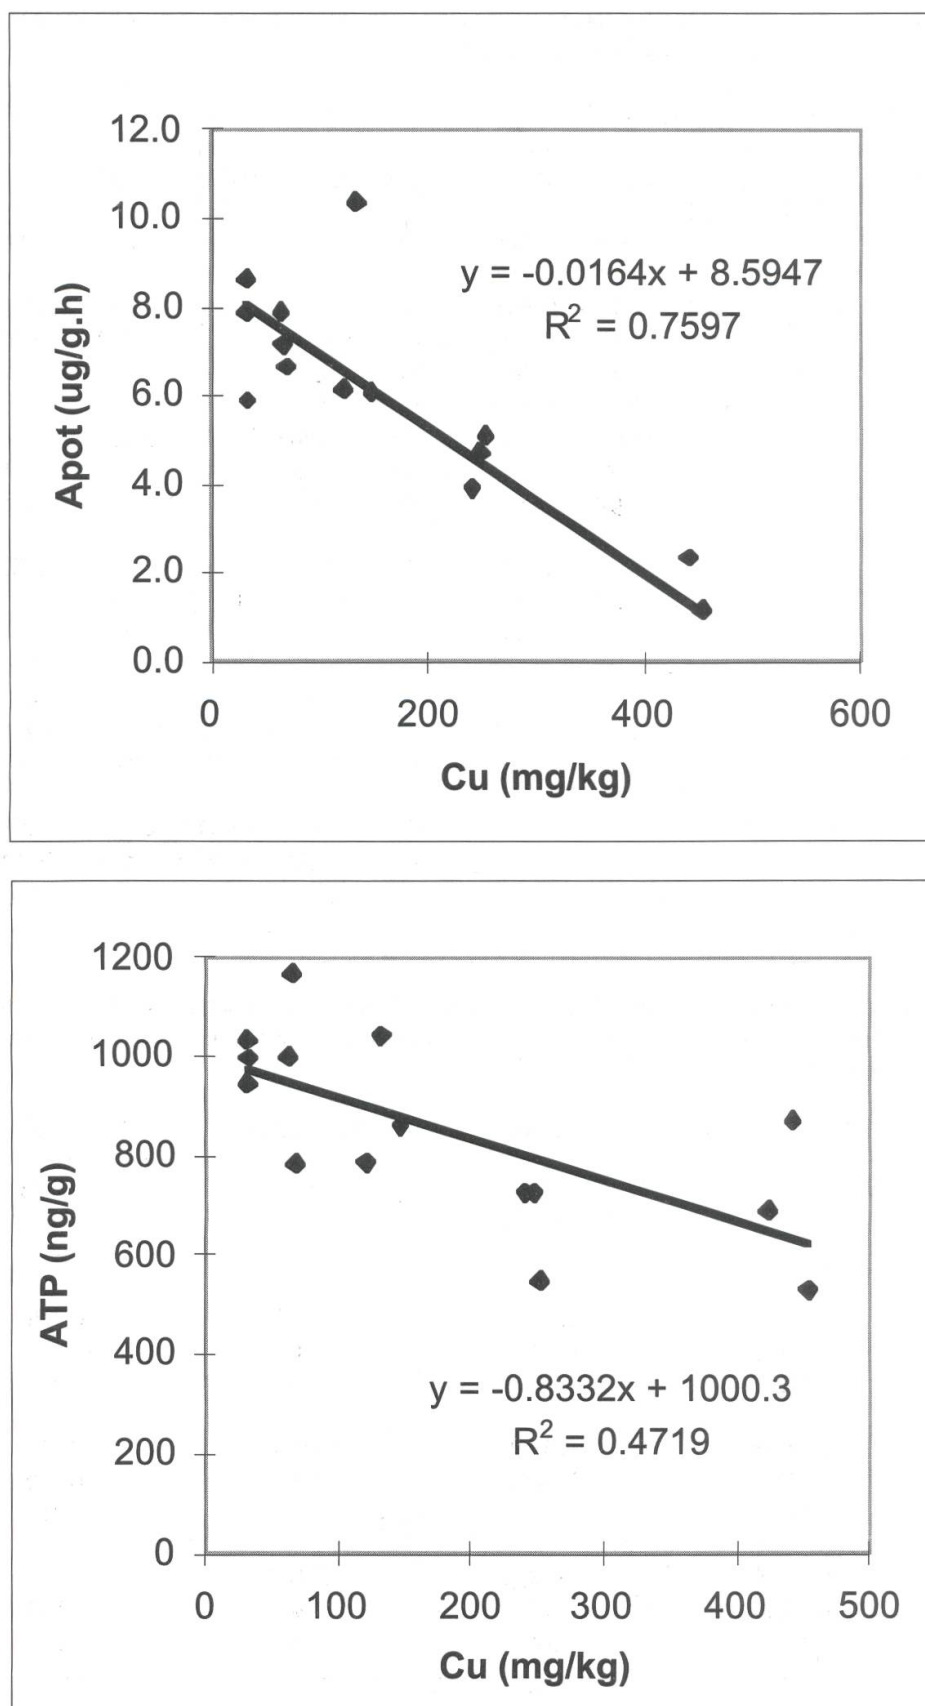 12.0
10.0
8.0
6.0
4.0
2.0
0.0
Apot (ug/g.h)
y = -0.0164x + 8.5947
R² = 0.7597
0 200 400 600
Cu (mg/kg)
1200
1000
800
600
400
200
0
ATP (ng/g)
y = -0.8332x + 1000.3
R² = 0.4719
0 100 200 300 400 500
Cu (mg/kg)